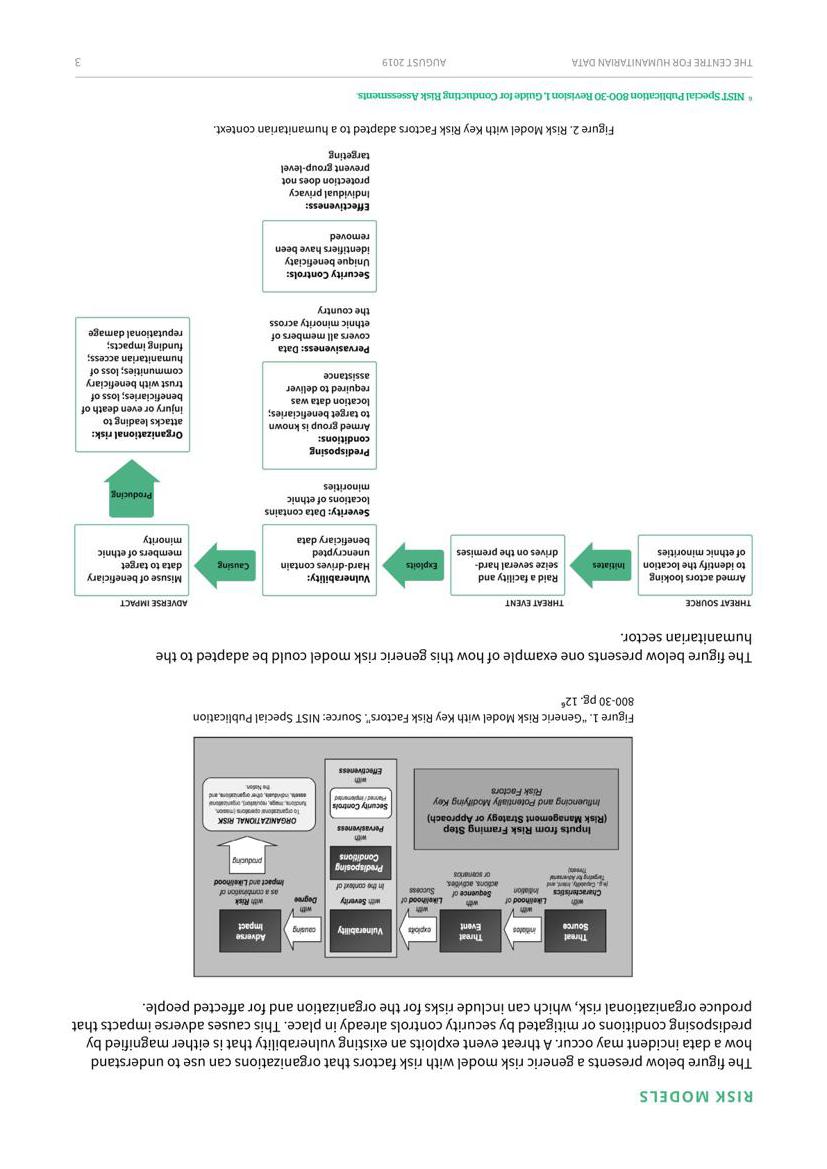 RISK MODELS
The figure below presents a generic risk model with risk factors that organizations can use to understand
how a data incident may occur. A threat event exploits an existing vulnerability that is either magnified by
predisposing conditions or mitigated by security controls already in place. This causes adverse impacts that
produce organizational risk, which can include risks for the organization and for affected people.
Threat
Source
with
Characteristics
(e.g., Capability, Intent, and
Targeting for Adversarial
Threats)
initiates
with
Likelihood of
Initiation
Threat
Event
with
Sequence of
actions, activities,
or scenarios
exploits
with
Likelihood of
Success
Vulnerability
with Severity
In the context of
Predisposing
Conditions
with
Pervasiveness
Security Controls
Planned / Implemented
with
Effectiveness
causing
with
Degree
Adverse
Impact
with Risk
as a combination of
Impact and Likelihood
producing
ORGANIZATIONAL RISK
To organizational operations (mission,
functions, image, reputation), organizational
assets, individuals, other organizations, and
the Nation.
Inputs from Risk Framing Step
(Risk Management Strategy or Approach)
Influencing and Potentially Modifying Key
Risk Factors
Figure 1. "Generic Risk Model with Key Risk Factors". Source: NIST Special Publication
800-30 pg. 12⁶
The figure below presents one example of how this generic risk model could be adapted to the
humanitarian sector.
THREAT SOURCE
Armed actors looking
to identify the location
of ethnic minorities
Initiates
THREAT EVENT
Raid a facility and
seize several hard-
drives on the premises
Exploits
Vulnerability:
Hard-drives contain
unencrypted
beneficiary data
Severity: Data contains
locations of ethnic
minorities
Predisposing
conditions:
Armed group is known
to target beneficiaries;
location data was
required to deliver
assistance
Pervasiveness: Data
covers all members of
ethnic minority across
the country
Security Controls:
Unique beneficiaty
identifiers have been
removed
Effectiveness:
Individual privacy
protection does not
prevent group-level
targeting
Causing
ADVERSE IMPACT
Misuse of beneficiary
data to target
members of ethnic
minority
Producing
Organizational risk:
attacks leading to
injury or even death of
beneficiaries; loss of
trust with beneficiary
communities; loss of
humanitarian access;
funding impacts;
reputational damage
Figure 2. Risk Model with Key Risk Factors adapted to a humanitarian context.
⁶ NIST Special Publication 800-30 Revision 1, Guide for Conducting Risk Assessments.
THE CENTRE FOR HUMANITARIAN DATA
AUGUST 2019
3